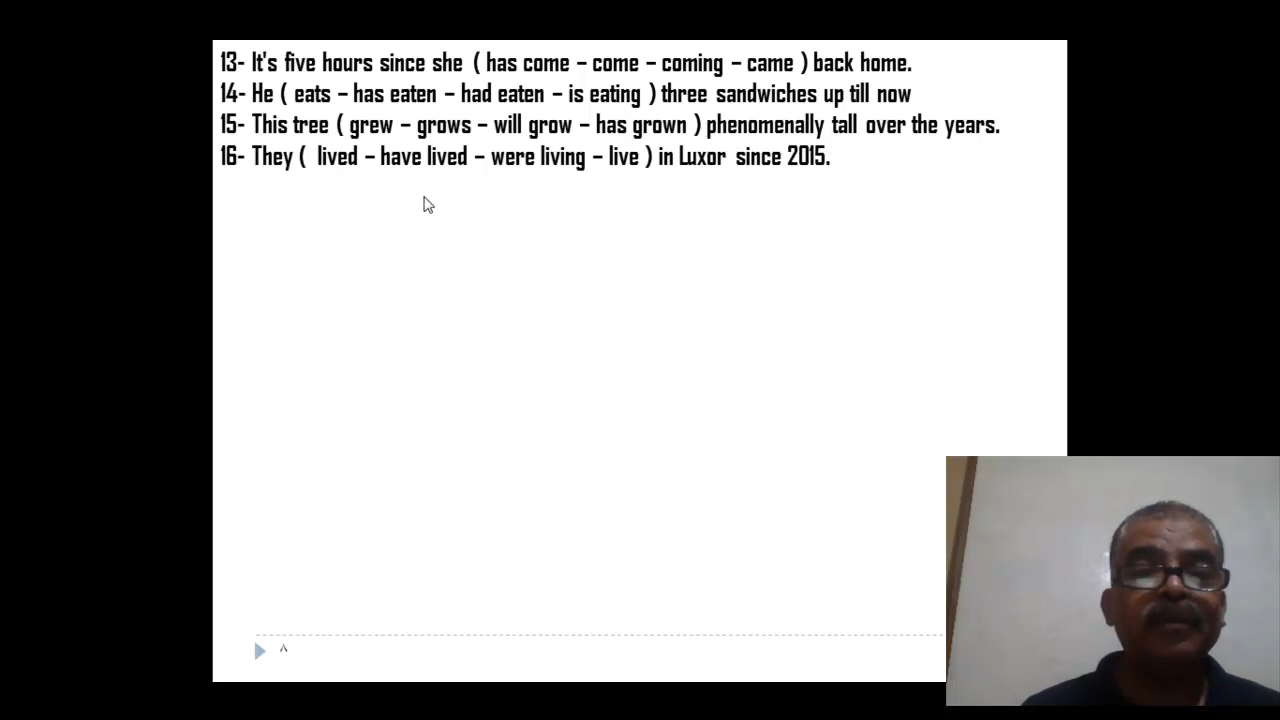 13- It's five hours since she ( has come – come – coming – came ) back home.
14- He ( eats – has eaten – had eaten – is eating ) three sandwiches up till now
15- This tree ( grew – grows – will grow – has grown ) phenomenally tall over the years.
16- They ( lived – have lived – were living – live ) in Luxor since 2015.
٨